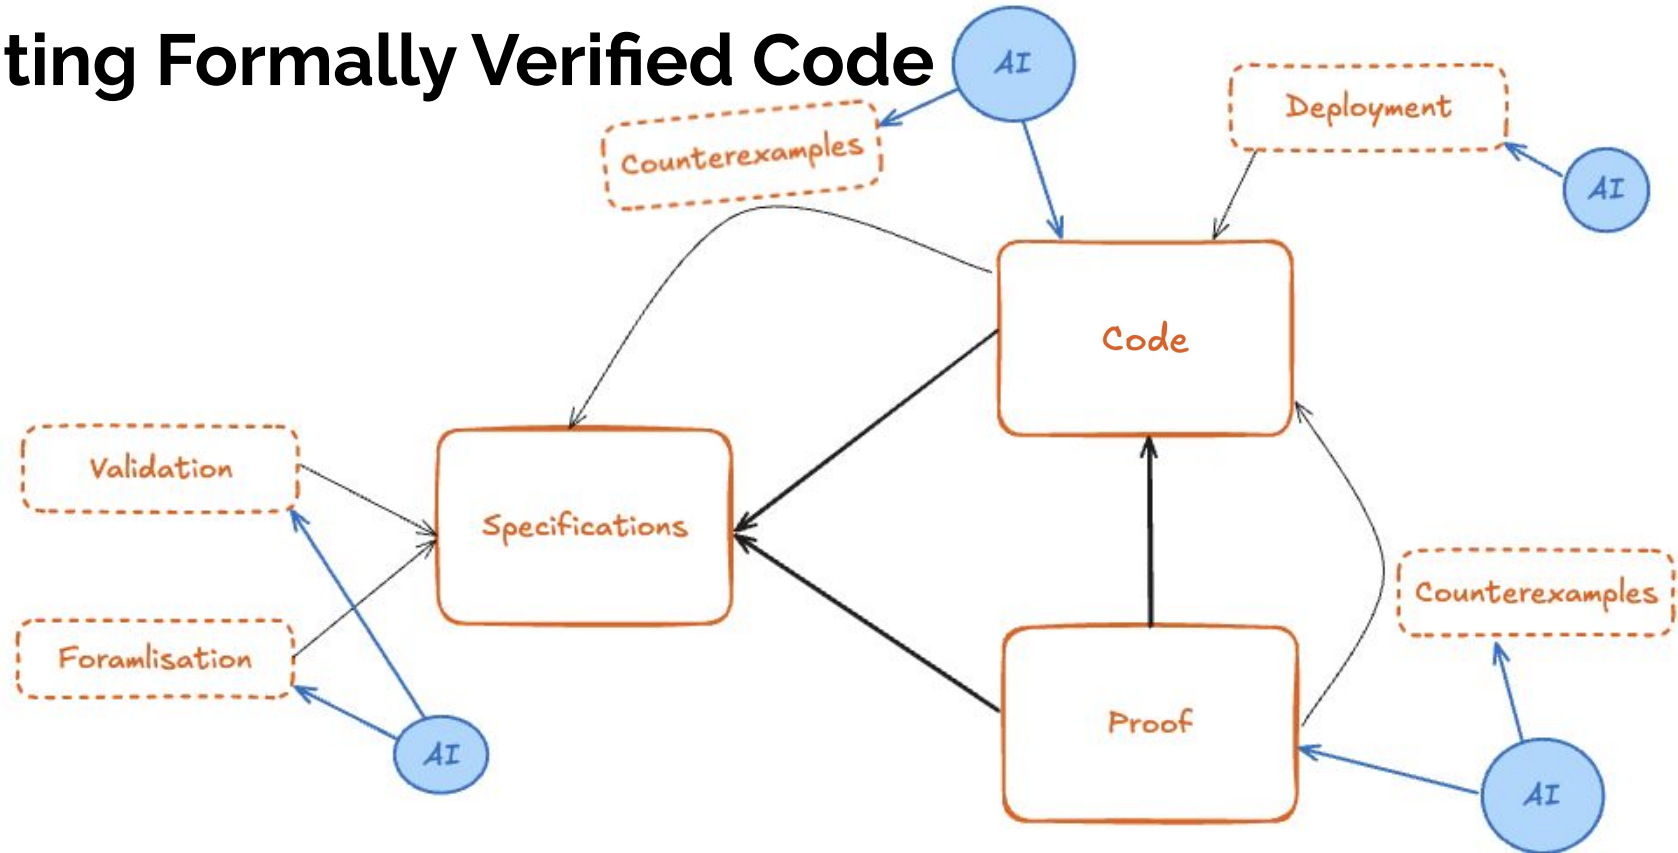 ting Formally Verified Code
AI
Counterexamples
Deployment
AI
Code
Validation
Specifications
Foramlisation
AI
Counterexamples
Proof
AI